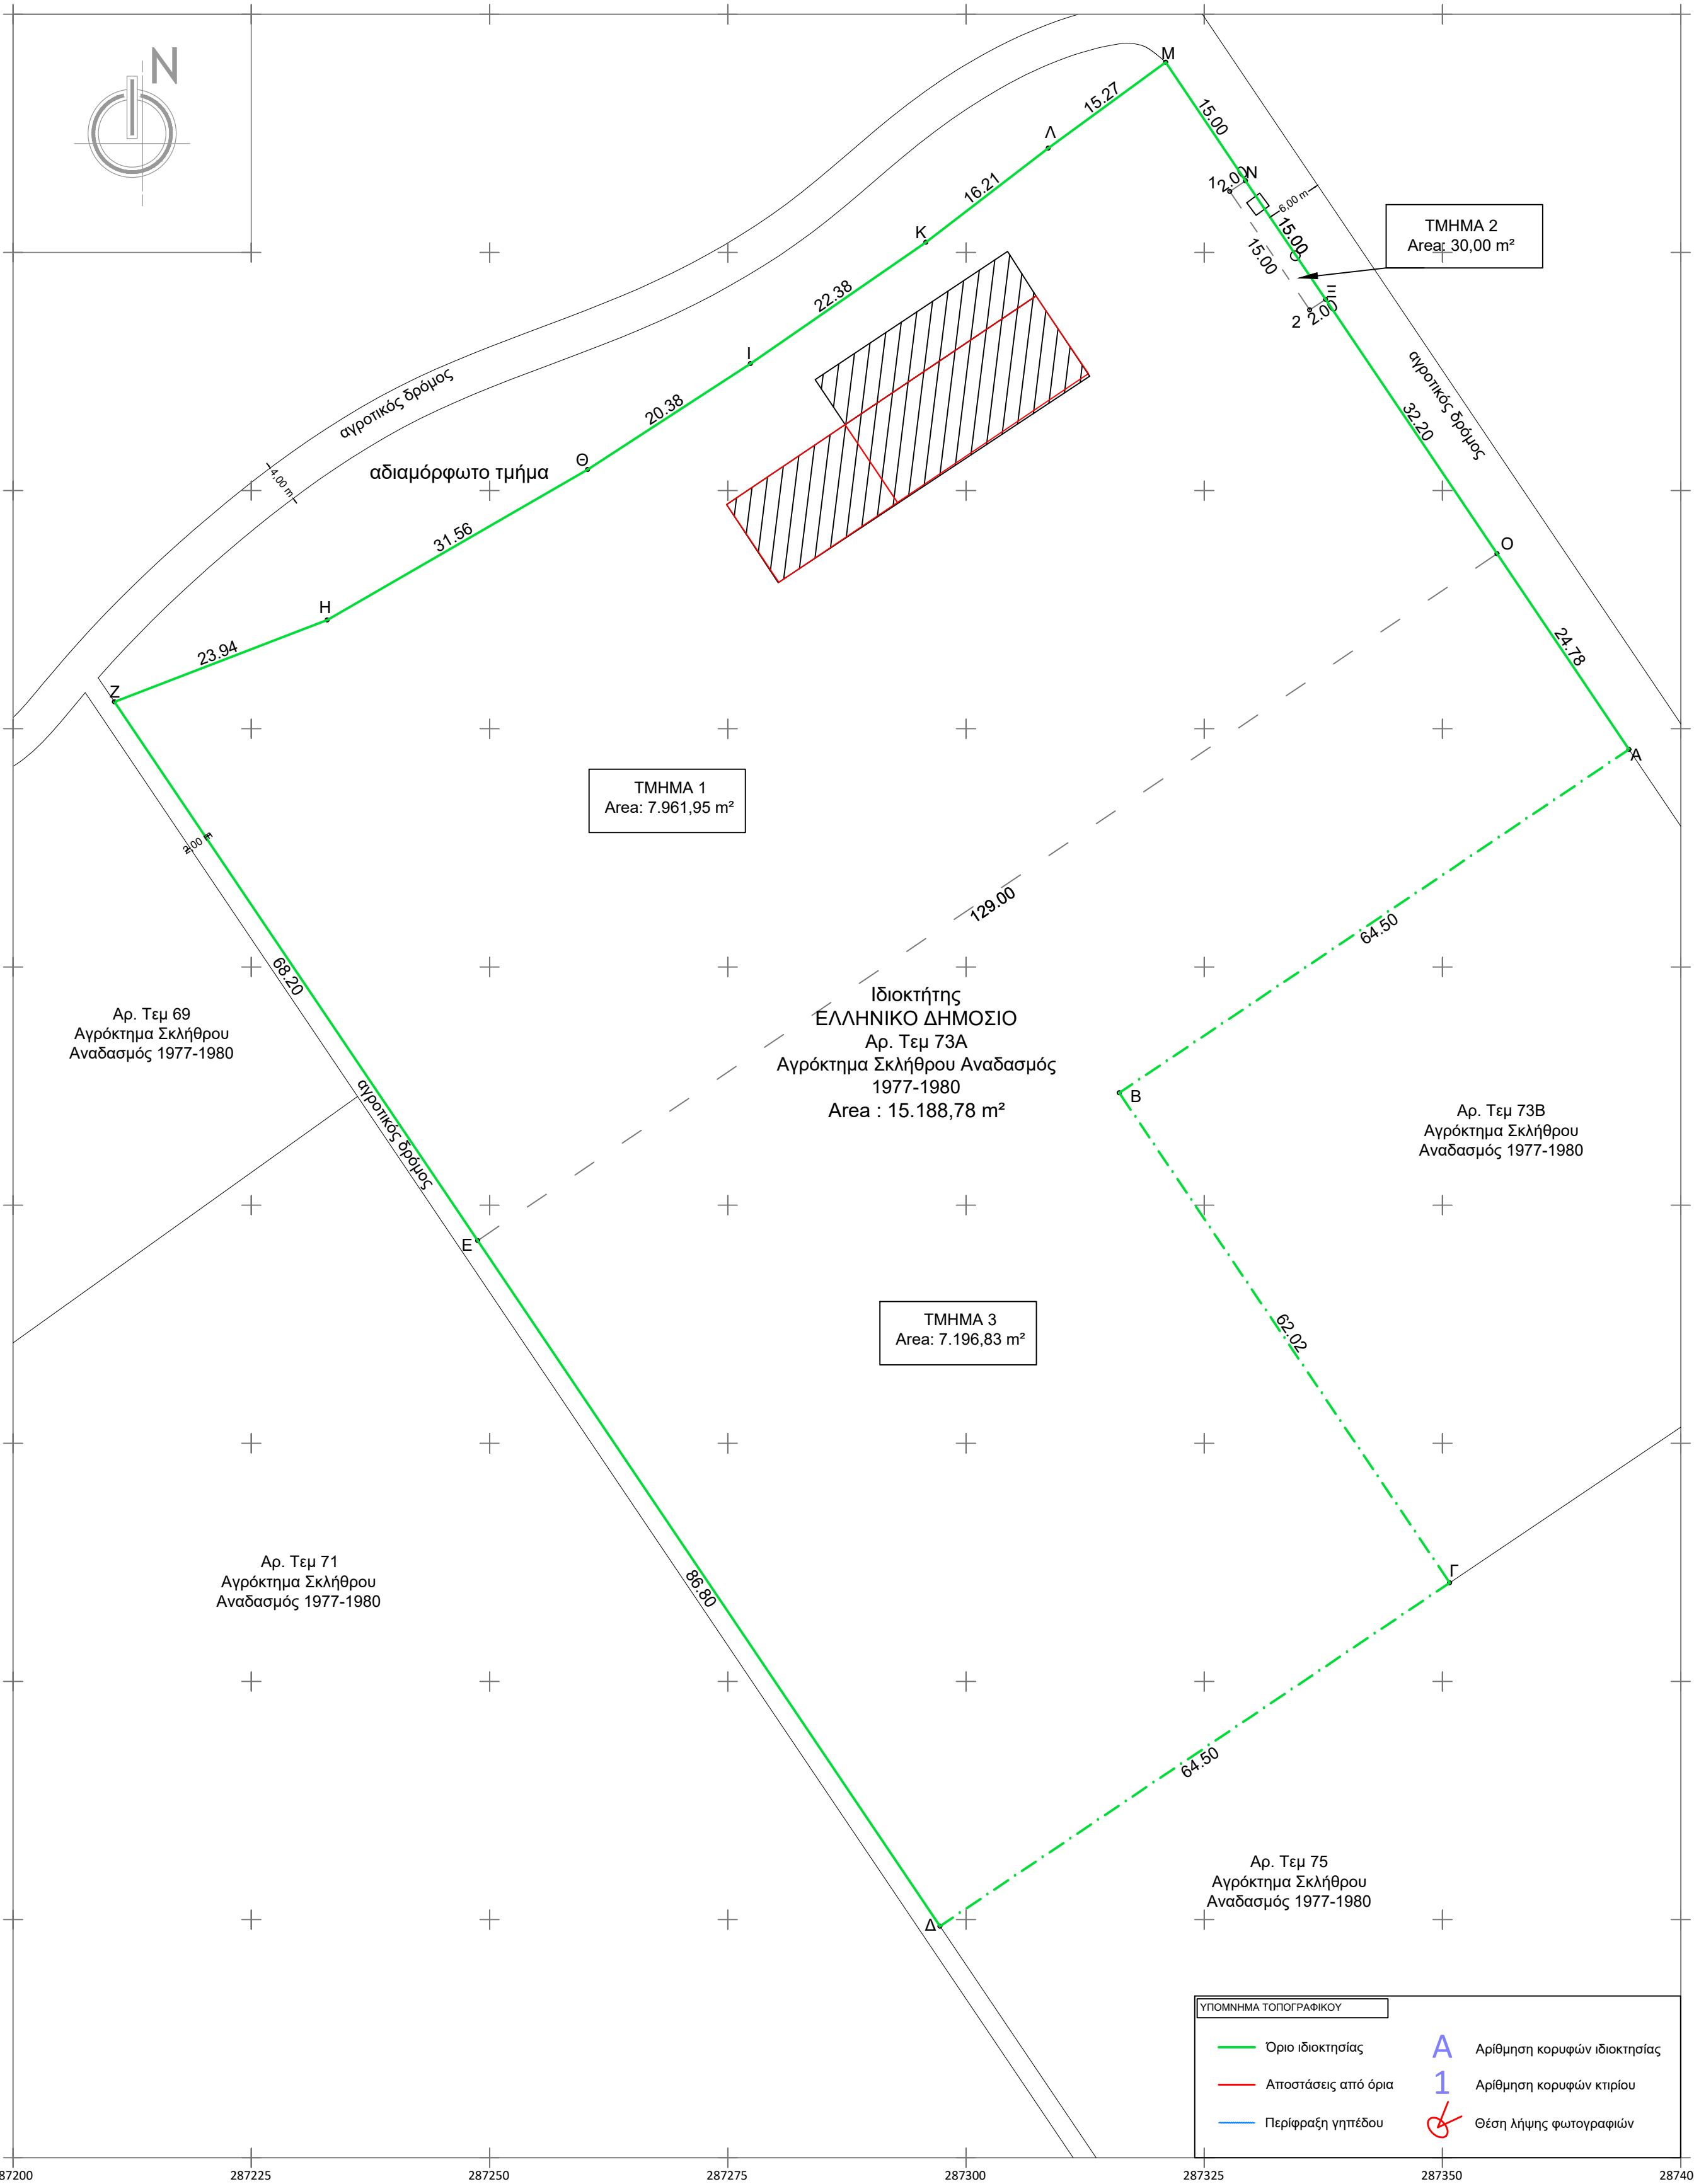 N
M
15.27
15.00
Λ
16.21
1
2.00
N
6,00 m
15.00
15.00
ΤΜΗΜΑ 2
Area: 30,00 m²
K
22.38
Ξ
2
2.00
αγροτικός δρόμος
I
20.38
αγροτικός δρόμος
32.20
Θ
αδιαμόρφωτο τμήμα
4,00 m
31.56
O
H
23.94
24.78
Z
A
ΤΜΗΜΑ 1
Area: 7.961,95 m²
129.00
64.50
68.20
Ιδιοκτήτης
ΕΛΛΗΝΙΚΟ ΔΗΜΟΣΙΟ
Αρ. Τεμ 73Α
Αγρόκτημα Σκλήθρου Αναδασμός
1977-1980
Area : 15.188,78 m²
Αρ. Τεμ 69
Αγρόκτημα Σκλήθρου
Αναδασμός 1977-1980
αγροτικός δρόμος
B
Αρ. Τεμ 73Β
Αγρόκτημα Σκλήθρου
Αναδασμός 1977-1980
E
ΤΜΗΜΑ 3
Area: 7.196,83 m²
62.02
Αρ. Τεμ 71
Αγρόκτημα Σκλήθρου
Αναδασμός 1977-1980
86.80
Γ
64.50
Αρ. Τεμ 75
Αγρόκτημα Σκλήθρου
Αναδασμός 1977-1980
Δ
ΥΠΟΜΝΗΜΑ ΤΟΠΟΓΡΑΦΙΚΟΥ
Όριο ιδιοκτησίας
A
Αρίθμηση κορυφών ιδιοκτησίας
Αποστάσεις από όρια
1
Αρίθμηση κορυφών κτιρίου
Περίφραξη γηπέδου
Θέση λήψης φωτογραφιών
287225
287250
287275
287300
287325
287350